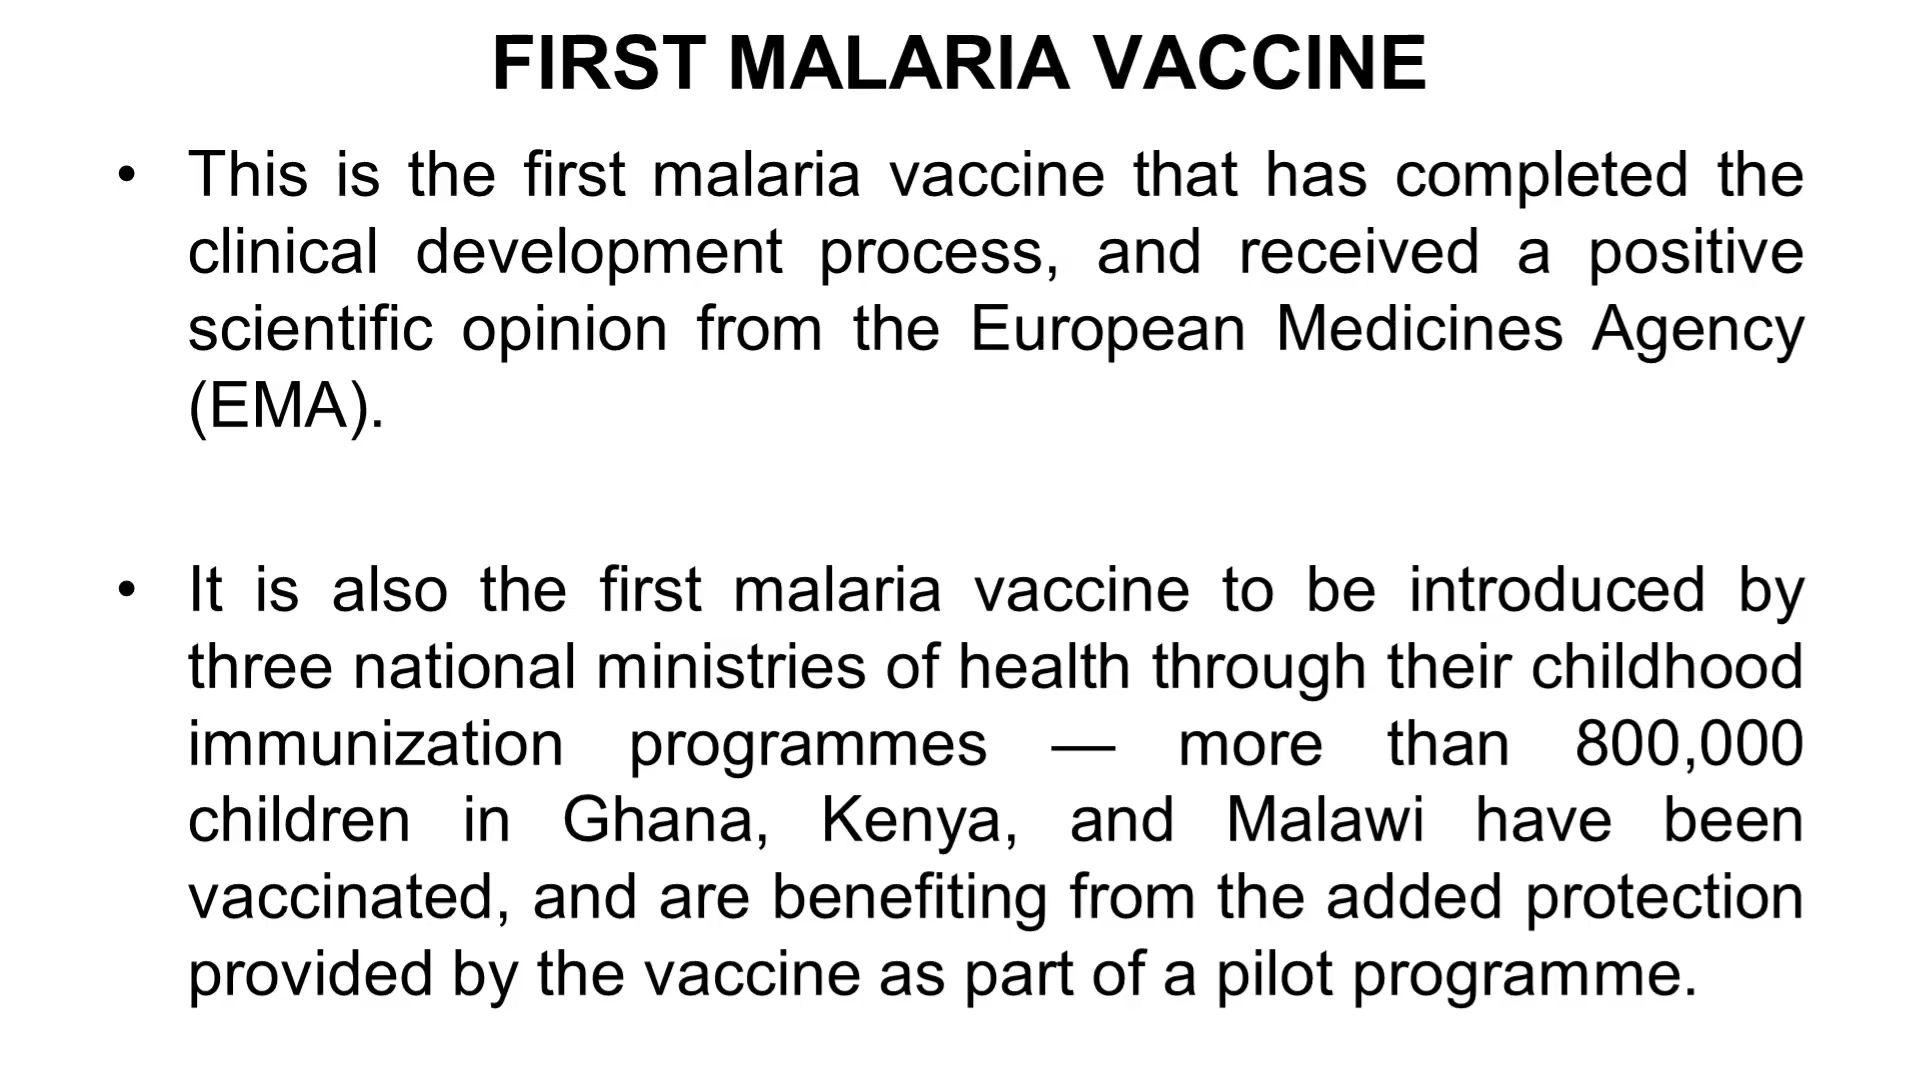 FIRST MALARIA VACCINE
• This is the first malaria vaccine that has completed the
clinical development process, and received a positive
scientific opinion from the European Medicines Agency
(EMA).
• It is also the first malaria vaccine to be introduced by
three national ministries of health through their childhood
immunization programmes — more than 800,000
children in Ghana, Kenya, and Malawi have been
vaccinated, and are benefiting from the added protection
provided by the vaccine as part of a pilot programme.